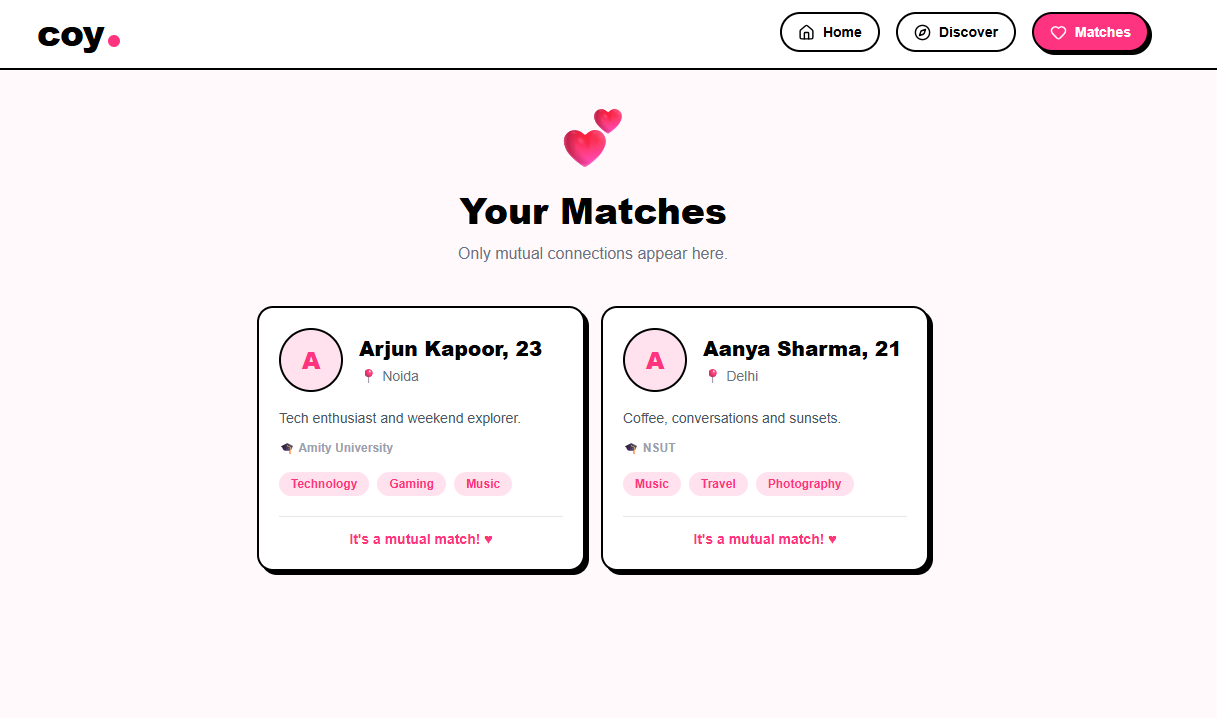 coy.
Home
Discover
Matches
Your Matches
Only mutual connections appear here.
A
Arjun Kapoor, 23
Noida
Tech enthusiast and weekend explorer.
Amity University
Technology
Gaming
Music
It's a mutual match! ♥
A
Aanya Sharma, 21
Delhi
Coffee, conversations and sunsets.
NSUT
Music
Travel
Photography
It's a mutual match! ♥